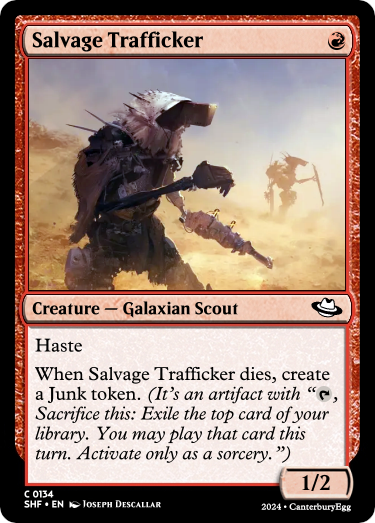 Salvage Trafficker
Creature — Galaxian Scout
Haste
When Salvage Trafficker dies, create
a Junk token. (It's an artifact with “
,
Sacrifice this: Exile the top card of your
library. You may play that card this
turn. Activate only as a sorcery.”)
1/2
C 0134
SHF • EN Joseph Descallar
2024 • CanterburyEgg